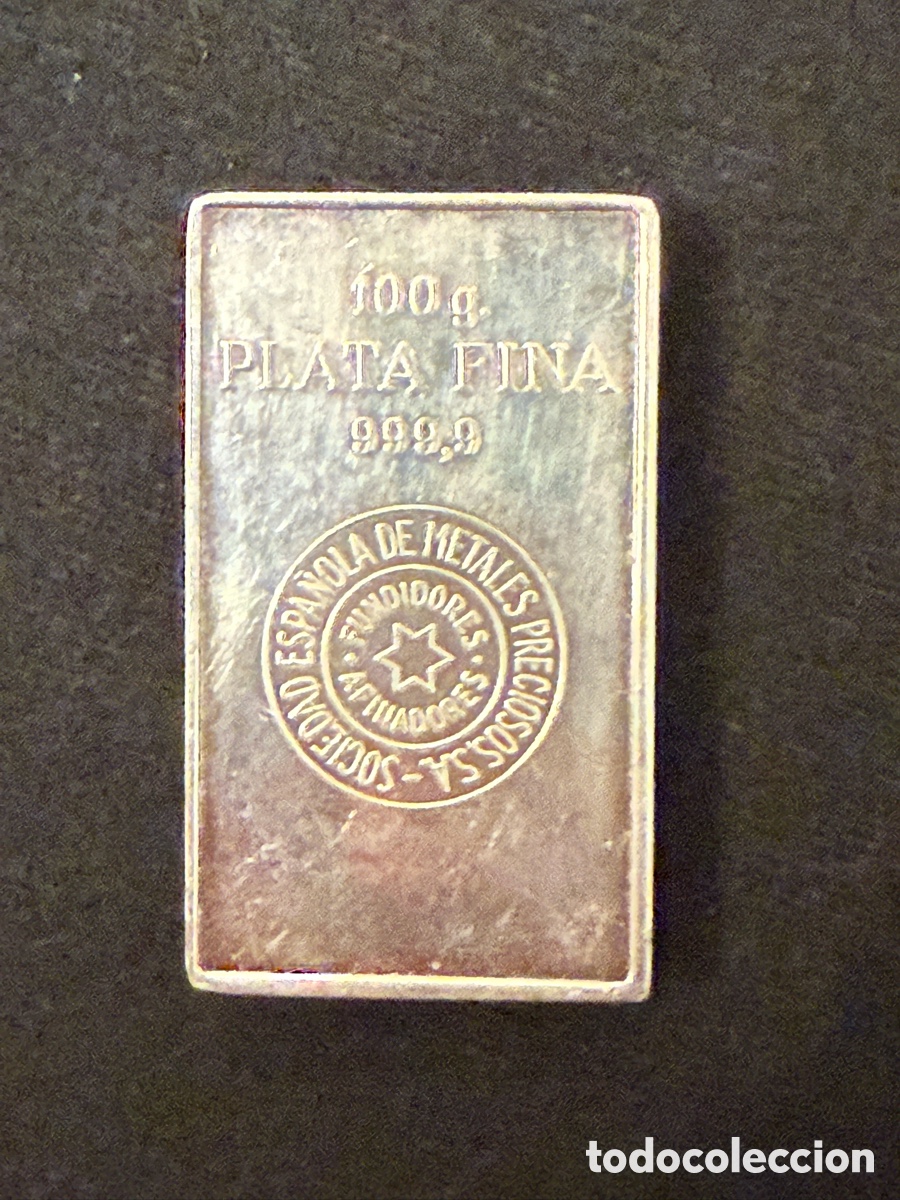 100 g.
PLATA FINA
999,9
SOCIEDAD ESPAÑOLA DE METALES PRECIOSOS.S.A.-
FUNDIDORES
· AFINADORES ·
todocoleccion